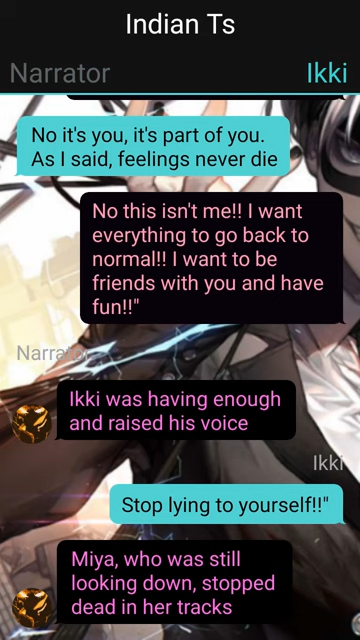 Indian Ts
Narrator
Ikki
No it's you, it's part of you.
As I said, feelings never die
No this isn't me!! I want
everything to go back to
normal!! I want to be
friends with you and have
fun!!"
Narrator
Ikki was having enough
and raised his voice
Ikki
Stop lying to yourself!!"
Miya, who was still
looking down, stopped
dead in her tracks